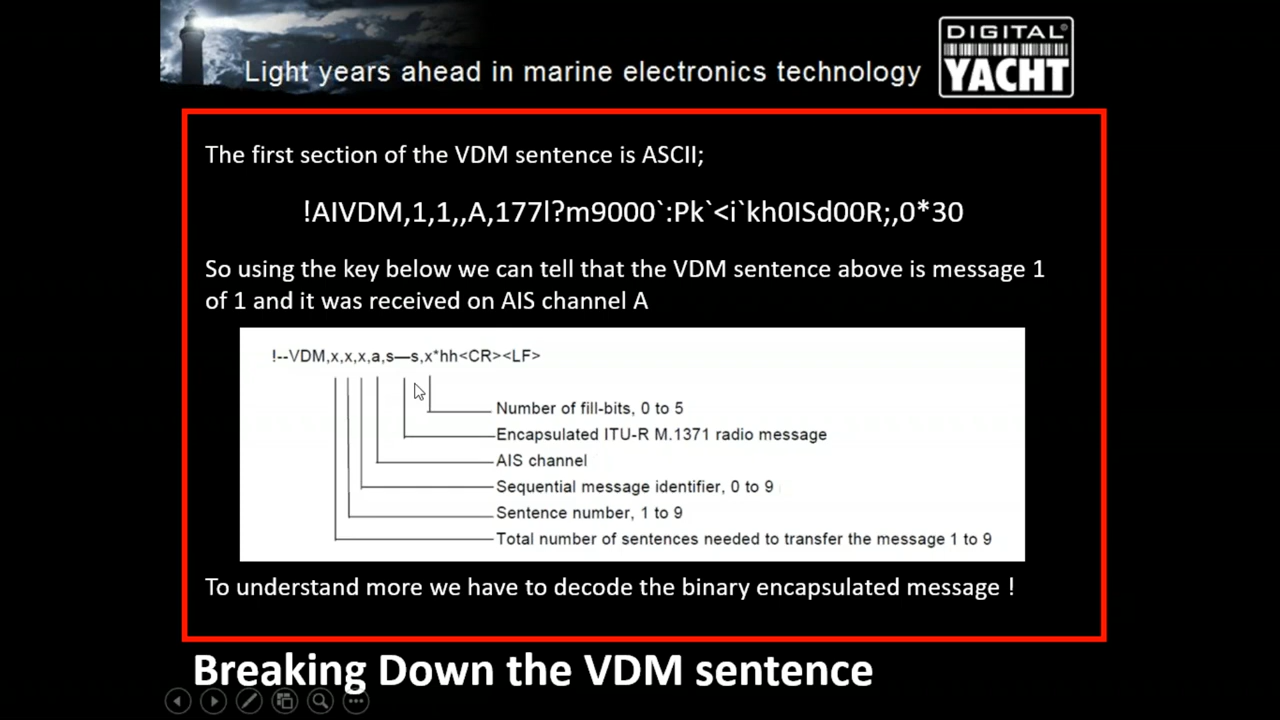 Light years ahead in marine electronics technology
DIGITAL
YACHT
The first section of the VDM sentence is ASCII;
!AIVDM,1,1,,A,177l?m9000`:Pk`<i`kh0ISd00R;,0*30
So using the key below we can tell that the VDM sentence above is message 1
of 1 and it was received on AIS channel A
!--VDM,x,x,x,a,s—s,x*hh<CR><LF>
Number of fill-bits, 0 to 5
Encapsulated ITU-R M.1371 radio message
AIS channel
Sequential message identifier, 0 to 9
Sentence number, 1 to 9
Total number of sentences needed to transfer the message 1 to 9
To understand more we have to decode the binary encapsulated message !
Breaking Down the VDM sentence